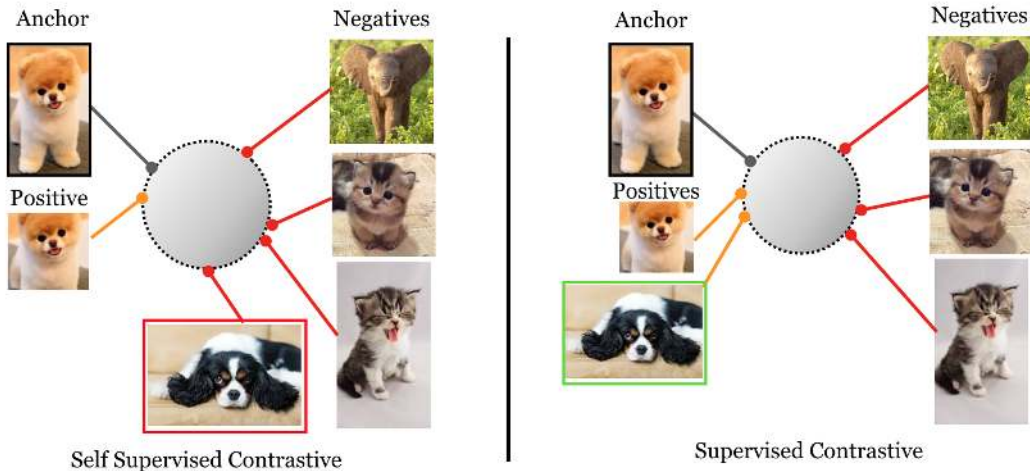 Anchor
Negatives
Positive
Self Supervised Contrastive
Anchor
Negatives
Positives
Supervised Contrastive